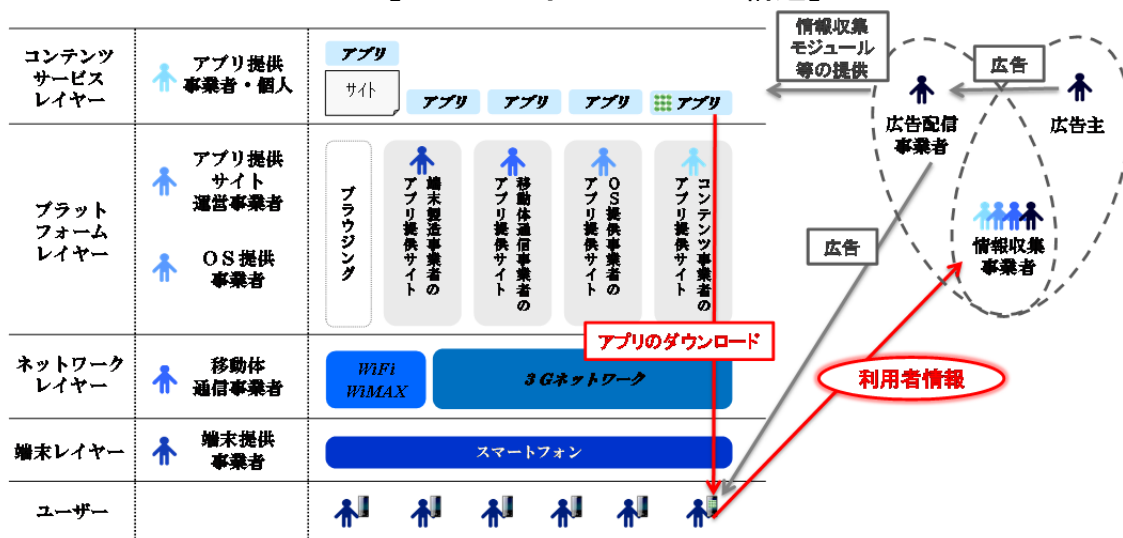 コンテンツ
サービス
レイヤー
アプリ提供
事業者・個人
アプリ
サイト
アプリ
アプリ
アプリ
アプリ
情報収集
モジュール
等の提供
広告
広告配信
事業者
広告主
プラット
フォーム
レイヤー
アプリ提供
サイト
運営事業者
OS提供
事業者
ブラウジング
端末製造事業者の
アプリ提供サイト
移動体通信事業者の
アプリ提供サイト
OS提供事業者の
アプリ提供サイト
コンテンツ事業者の
アプリ提供サイト
広告
情報収集
事業者
アプリのダウンロード
ネットワーク
レイヤー
移動体
通信事業者
WiFi
WiMAX
3Gネットワーク
利用者情報
端末レイヤー
端末提供
事業者
スマートフォン
ユーザー